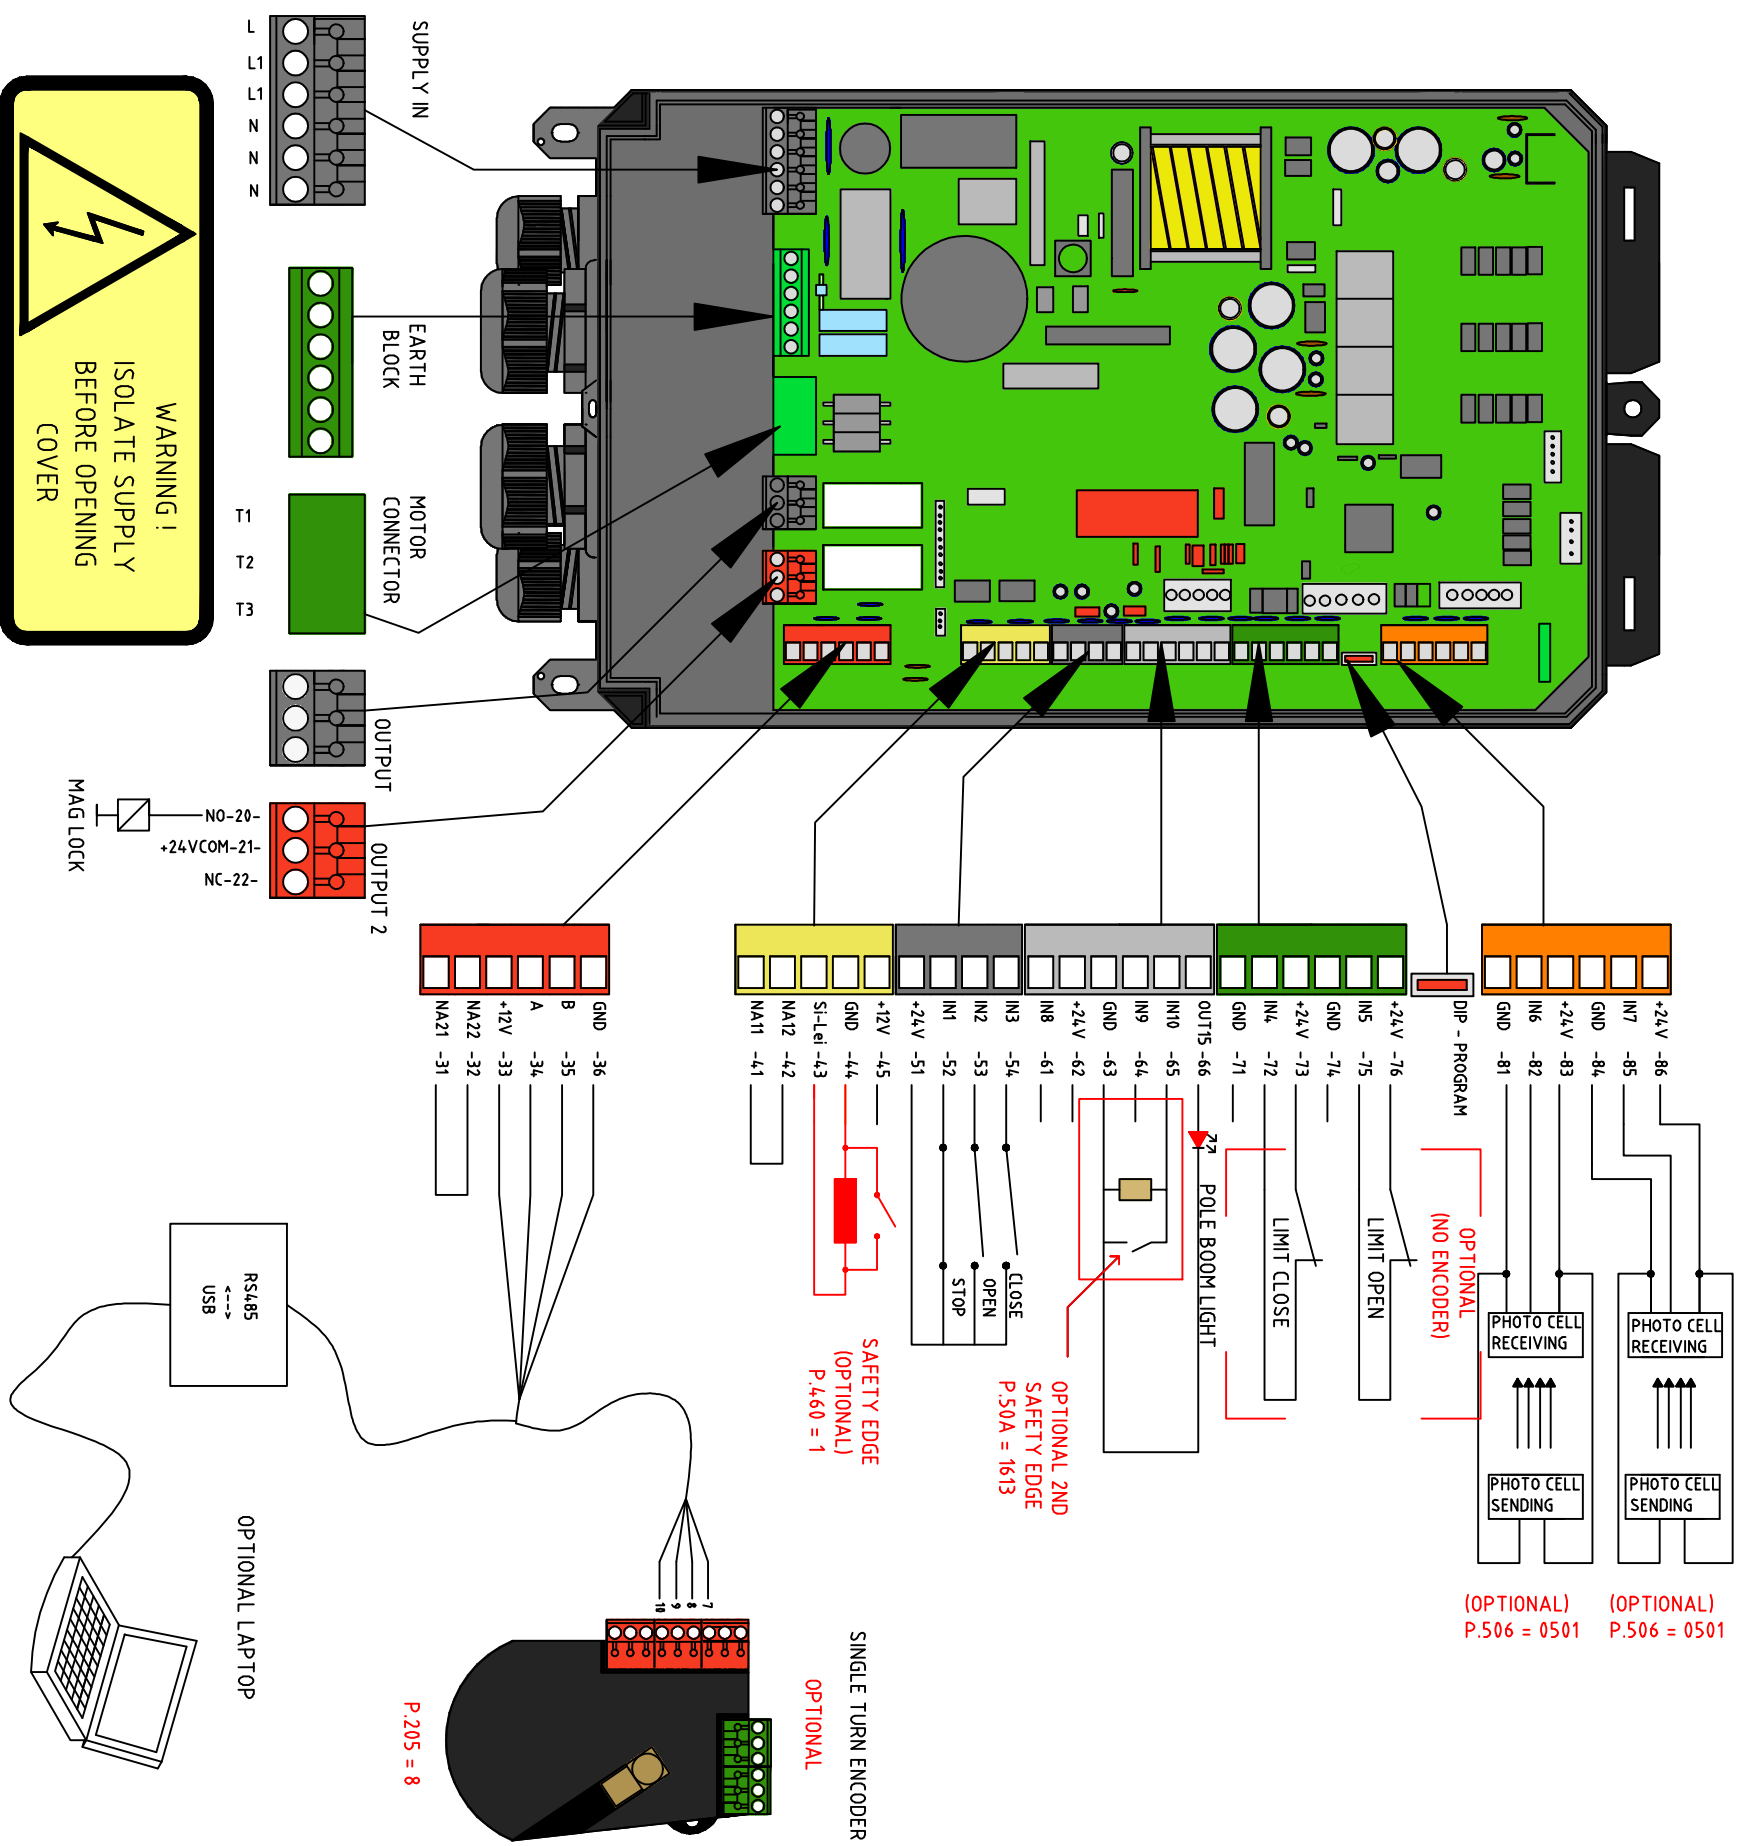 SUPPLY IN
L
L1
L1
N
N
N
WARNING!
ISOLATE SUPPLY
BEFORE OPENING
COVER
EARTH
BLOCK
MOTOR
CONNECTOR
T1
T2
T3
OUTPUT
OUTPUT 2
NO-20-
+24VCOM-21-
NC-22-
MAG LOCK
NA21 -31
NA22 -32
+12V -33
A -34
B -35
GND -36
NA11 -41
NA12 -42
Si-Lei -43
GND -44
+12V -45
+24V -51
IN1 -52
IN2 -53
IN3 -54
IN8 -61
+24V -62
GND -63
IN9 -64
IN10 -65
OUT15 -66
GND -71
IN4 -72
+24V -73
GND -74
IN5 -75
+24V -76
DIP - PROGRAM
GND -81
IN6 -82
+24V -83
GND -84
IN7 -85
+24V -86
SAFETY EDGE
(OPTIONAL)
P.460 = 1
CLOSE
OPEN
STOP
OPTIONAL 2ND
SAFETY EDGE
P.50A = 1613
POLE BOOM LIGHT
LIMIT CLOSE
LIMIT OPEN
OPTIONAL
(NO ENCODER)
PHOTO CELL
RECEIVING
PHOTO CELL
SENDING
(OPTIONAL)
P.506 = 0501
PHOTO CELL
RECEIVING
PHOTO CELL
SENDING
(OPTIONAL)
P.506 = 0501
RS485
<--->
USB
OPTIONAL LAPTOP
10
9
8
7
SINGLE TURN ENCODER
OPTIONAL
P.205 = 8